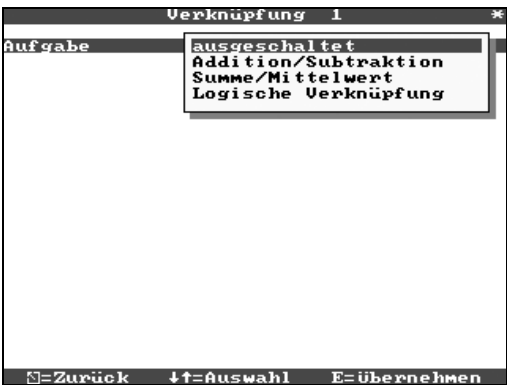 Verknüpfung 1 *
Aufgabe ausgeschaltet
Addition/Subtraktion
Summe/Mittelwert
Logische Verknüpfung
⇱=Zurück ↓↑=Auswahl E=übernehmen